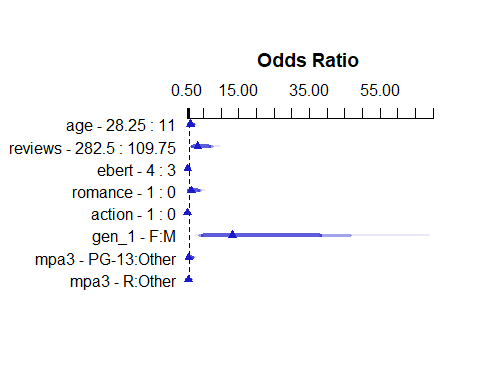 Odds Ratio
0.50 15.00 35.00 55.00
age - 28.25 : 11
reviews - 282.5 : 109.75
ebert - 4 : 3
romance - 1 : 0
action - 1 : 0
gen_1 - F:M
mpa3 - PG-13:Other
mpa3 - R:Other